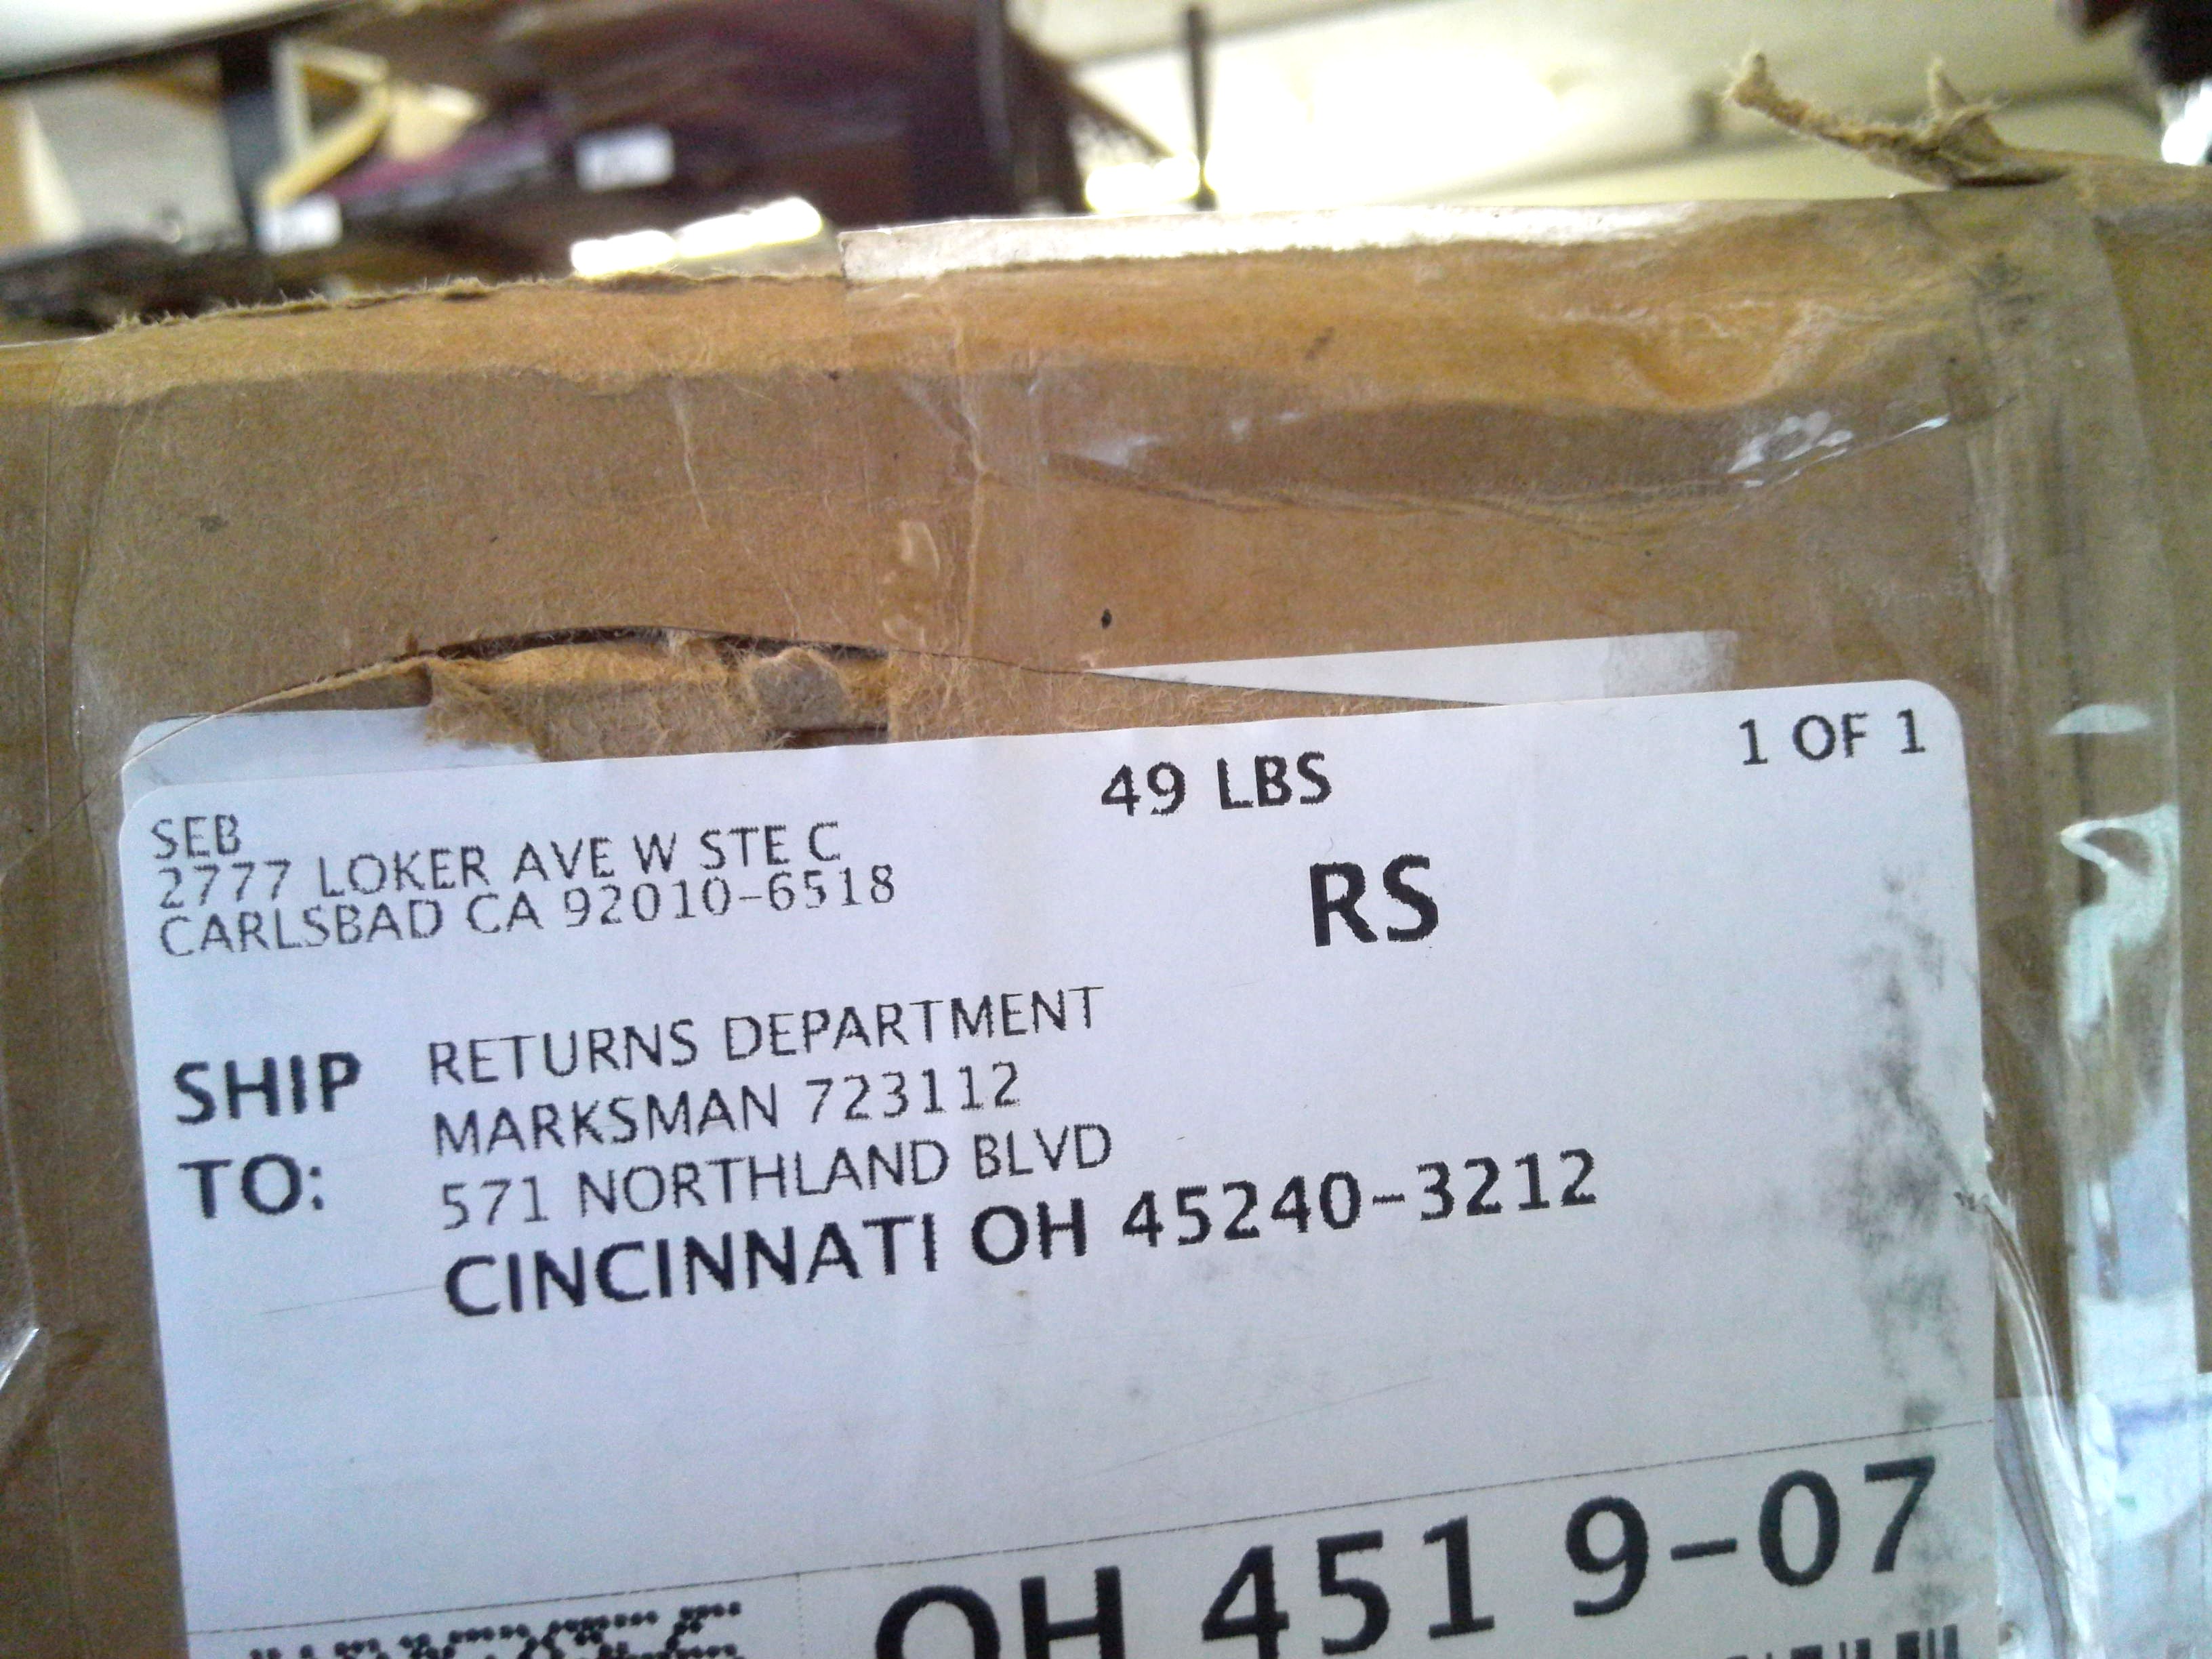 49 LBS
1 OF 1
SEB
2777 LOKER AVE W STE C
CARLSBAD CA 92010-6518
RS
SHIP
TO:
RETURNS DEPARTMENT
MARKSMAN 723112
571 NORTHLAND BLVD
CINCINNATI OH 45240-3212
OH 451 9-07